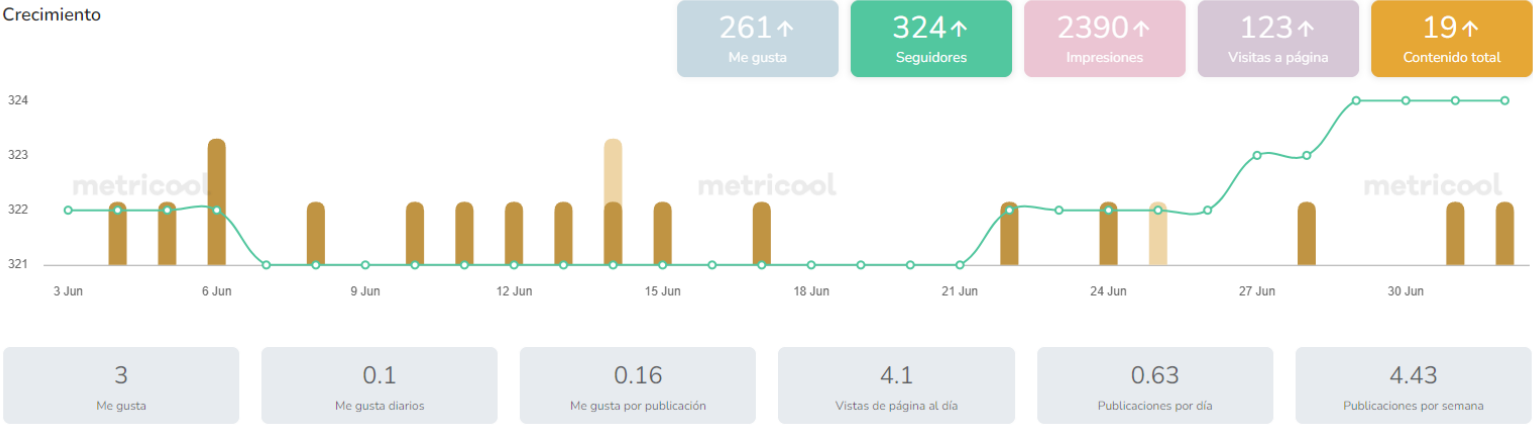 Crecimiento
261↑
Me gusta
324↑
Seguidores
2390↑
Impresiones
123↑
Visitas a página
19↑
Contenido total
324
323
322
321
metricool
metricool
metricool
3 Jun
6 Jun
9 Jun
12 Jun
15 Jun
18 Jun
21 Jun
24 Jun
27 Jun
30 Jun
3
Me gusta
0.1
Me gusta diarios
0.16
Me gusta por publicación
4.1
Vistas de página al día
0.63
Publicaciones por día
4.43
Publicaciones por semana